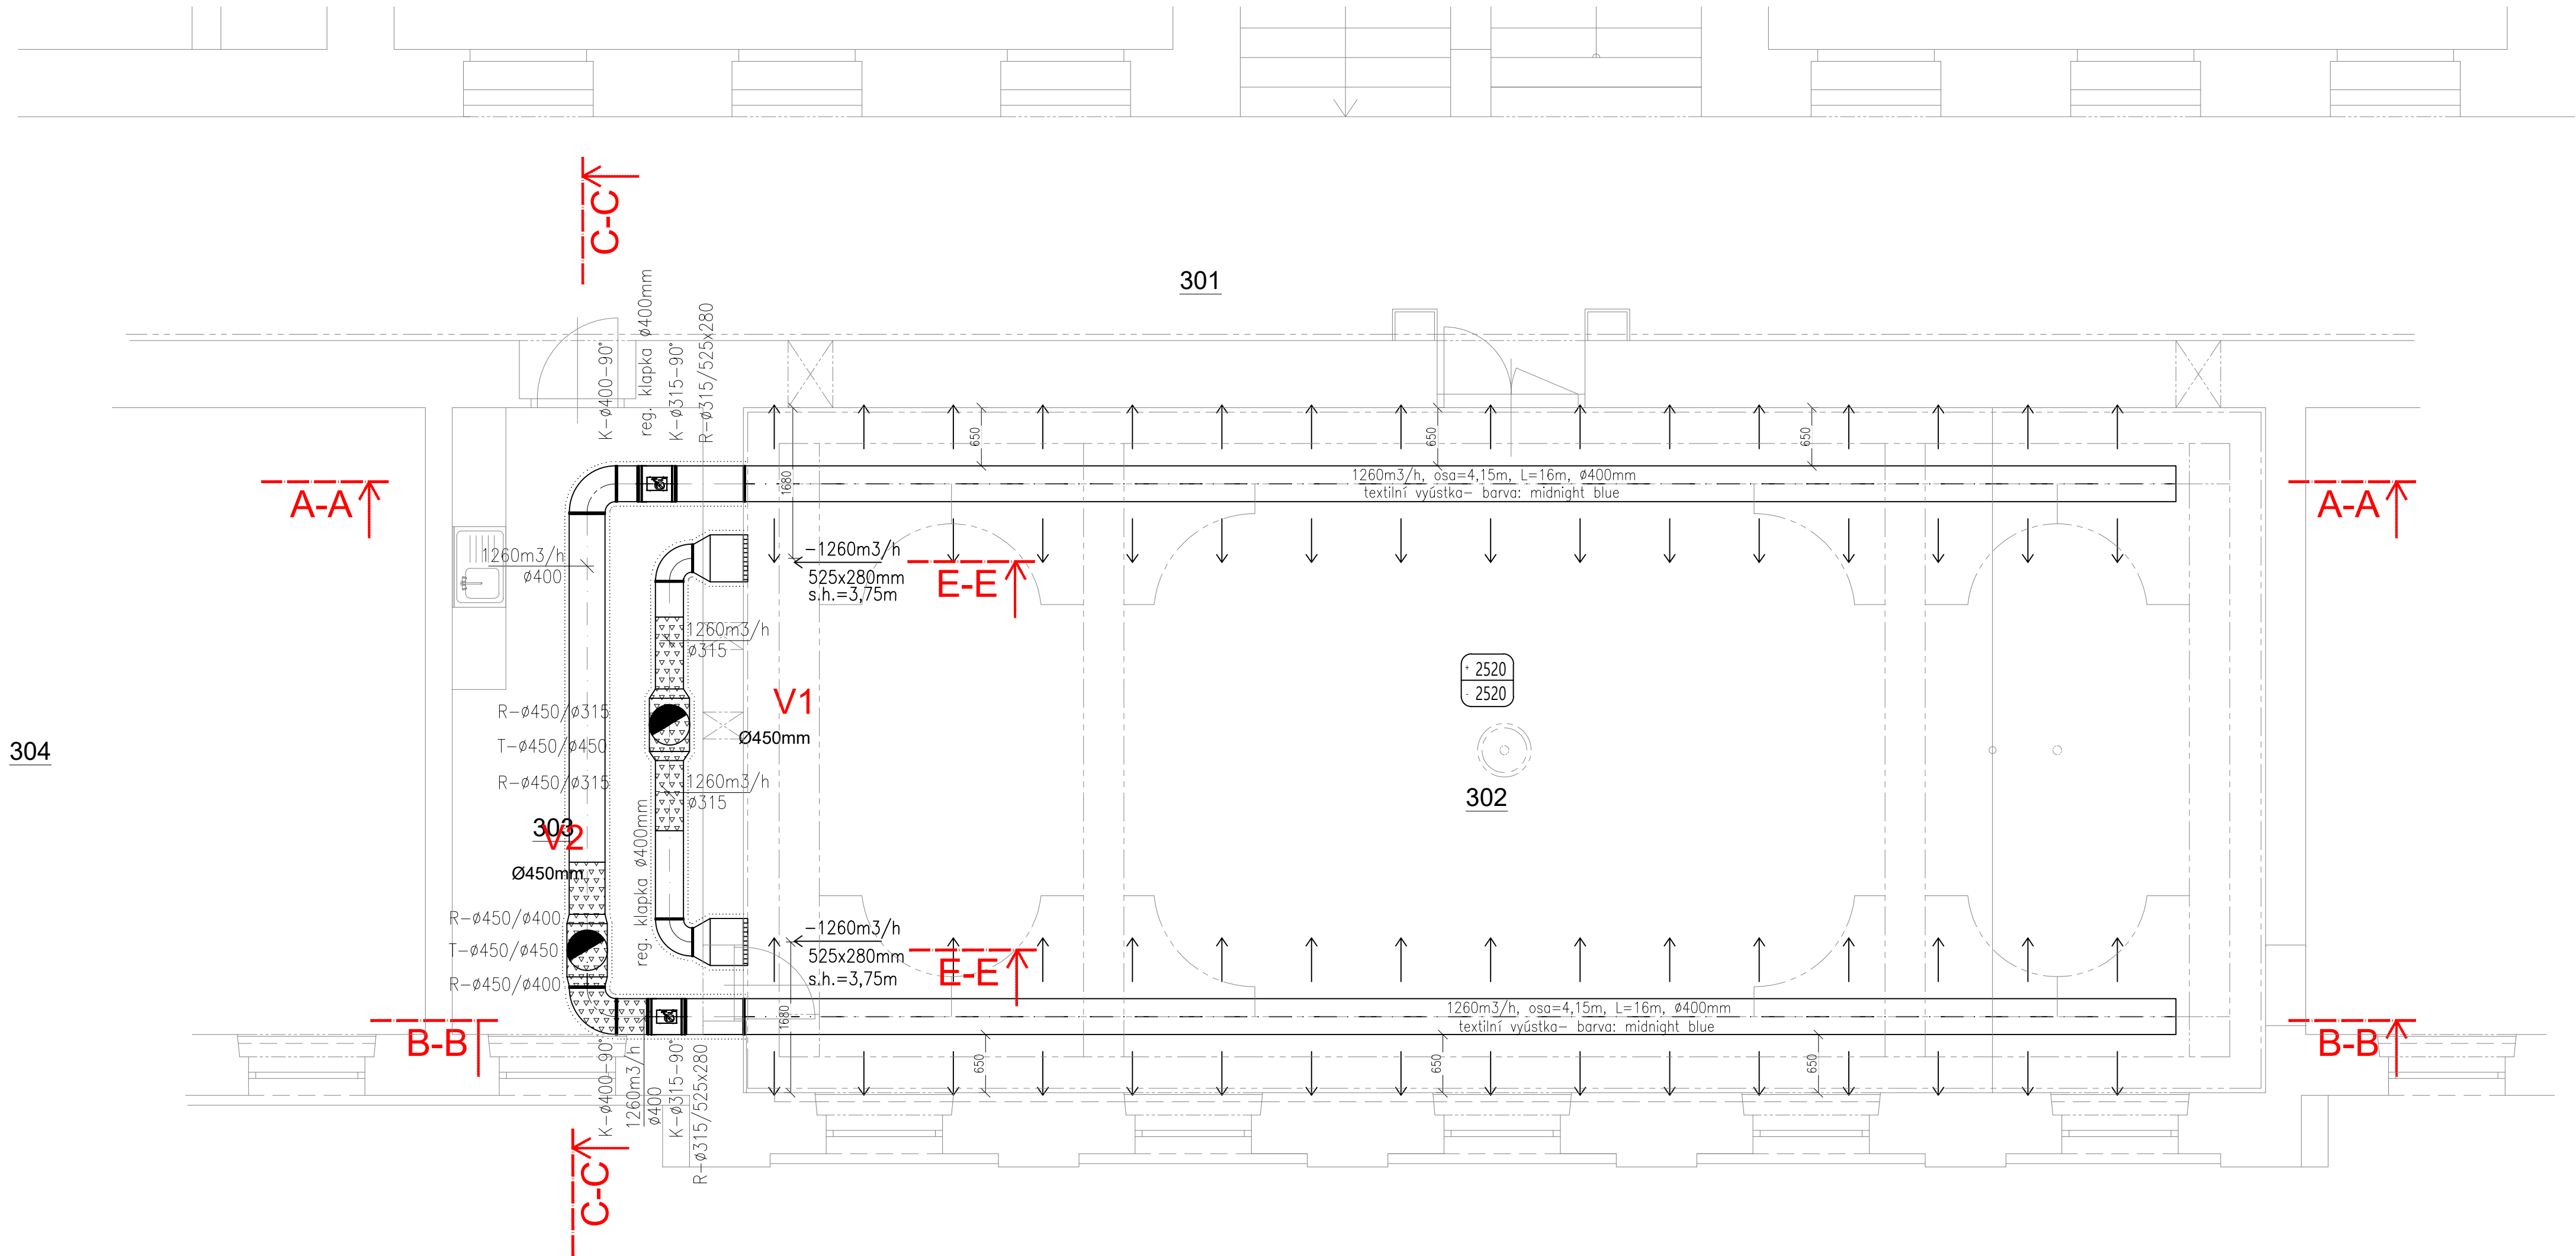 C-C
301
K-ø400-90°
reg. klapka ø400mm
K-ø315-90°
R-ø315/525x280
650
650
650
1680
A-A
1260m3/h, osa=4,15m, L=16m, ø400mm
textilní vyústka- barva: midnight blue
A-A
1260m3/h
ø400
-1260m3/h
525x280mm
s.h.=3,75m
E-E
1260m3/h
ø315
+ 2520
- 2520
V1
Ø450mm
R-ø450/ø315
T-ø450/ø450
R-ø450/ø315
304
1260m3/h
ø315
302
303
V2
Ø450mm
reg. klapka ø400mm
R-ø450/ø400
T-ø450/ø450
R-ø450/ø400
-1260m3/h
525x280mm
s.h.=3,75m
E-E
1680
B-B
1260m3/h, osa=4,15m, L=16m, ø400mm
textilní vyústka- barva: midnight blue
B-B
650
650
650
K-ø400-90°
1260m3/h
ø400
K-ø315-90°
R-ø315/525x280
C-C